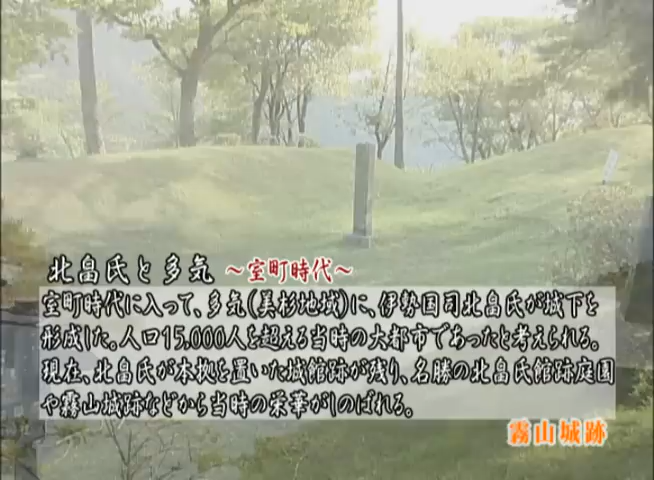 北畠氏と多気 ~室町時代~
室町時代に入って、多気(美杉地域)に、伊勢国司北畠氏が城下を
形成した。人口15,000人を超える当時の大都市であったと考えられる。
現在、北畠氏が本拠を置いた城館跡が残り、名勝の北畠氏館跡庭園
や霧山城跡などから当時の栄華がしのばれる。
霧山城跡